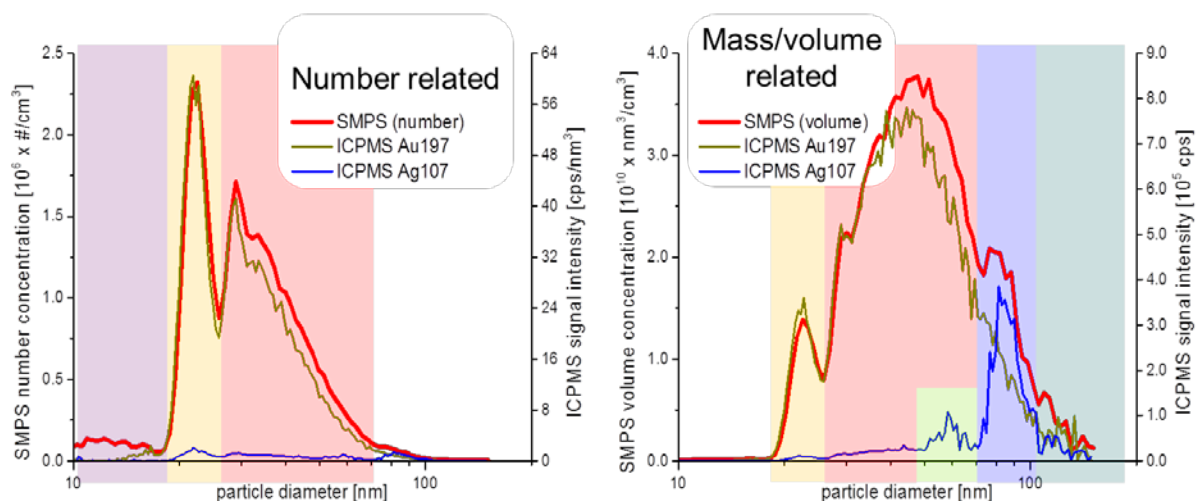 Number related
SMPS (number)
ICPMS Au197
ICPMS Ag107
SMPS number concentration [10⁶ x #/cm³]
2.5
2.0
1.5
1.0
0.5
0.0
ICPMS signal intensity [cps/nm³]
64
56
48
40
32
24
16
8
0
10
100
particle diameter [nm]
Mass/volume
related
SMPS (volume)
ICPMS Au197
ICPMS Ag107
SMPS volume concentration [10¹⁰ x nm³/cm³]
4.0
3.0
2.0
1.0
0.0
ICPMS signal intensity [10⁵ cps]
9.0
8.0
7.0
6.0
5.0
4.0
3.0
2.0
1.0
0.0
10
100
particle diameter [nm]